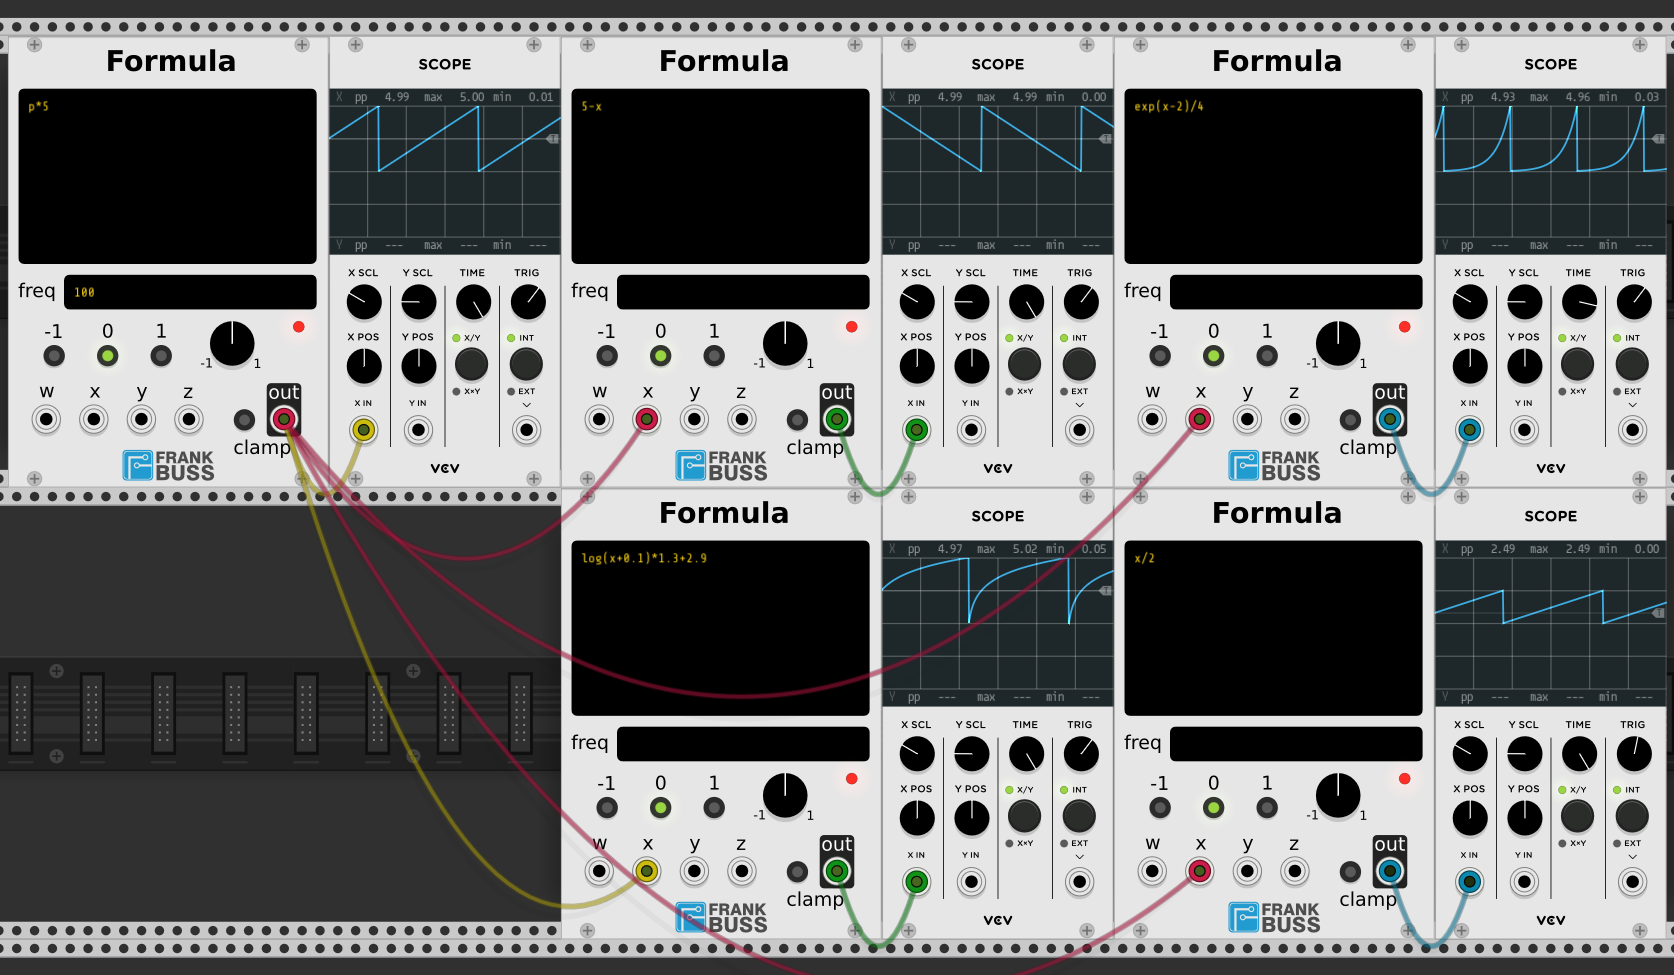 Formula
p*5
freq 100
-1 0 1
-1 1
w x y z out
clamp
FRANK BUSS
SCOPE
X pp 4.99 max 5.00 min 0.01
Y pp --- max --- min ---
X SCL Y SCL TIME TRIG
X POS Y POS X/Y INT
X×Y EXT
X IN Y IN
VCV
Formula
5-x
freq
-1 0 1
-1 1
w x y z out
clamp
FRANK BUSS
SCOPE
X pp 4.99 max 4.99 min 0.00
Y pp --- max --- min ---
X SCL Y SCL TIME TRIG
X POS Y POS X/Y INT
X×Y EXT
X IN Y IN
VCV
Formula
exp(x-2)/4
freq
-1 0 1
-1 1
w x y z out
clamp
FRANK BUSS
SCOPE
X pp 4.93 max 4.96 min 0.03
Y pp --- max --- min ---
X SCL Y SCL TIME TRIG
X POS Y POS X/Y INT
X×Y EXT
X IN Y IN
VCV
Formula
log(x+0.1)*1.3+2.9
freq
-1 0 1
-1 1
w x y z out
clamp
FRANK BUSS
SCOPE
X pp 4.97 max 5.02 min 0.05
Y pp --- max --- min ---
X SCL Y SCL TIME TRIG
X POS Y POS X/Y INT
X×Y EXT
X IN Y IN
VCV
Formula
x/2
freq
-1 0 1
-1 1
w x y z out
clamp
FRANK BUSS
SCOPE
X pp 2.49 max 2.49 min 0.00
Y pp --- max --- min ---
X SCL Y SCL TIME TRIG
X POS Y POS X/Y INT
X×Y EXT
X IN Y IN
VCV